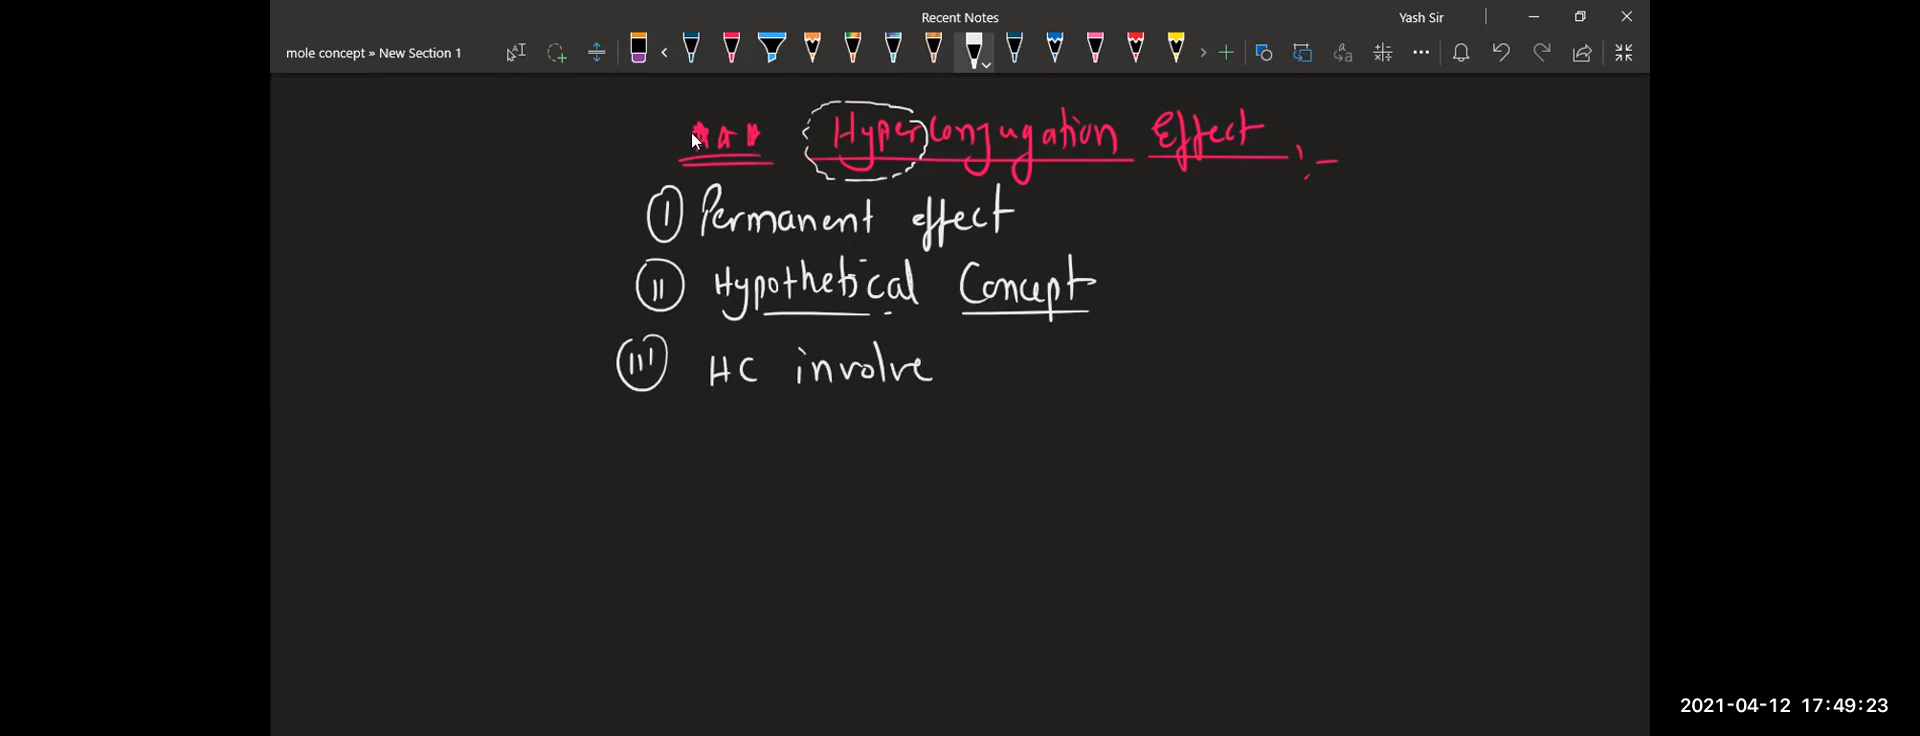 Recent Notes
Yash Sir
mole concept » New Section 1
*** Hyperconjugation Effect :-
(I) Permanent effect
(II) Hypothetical Concept
(III) HC involve
2021-04-12 17:49:23